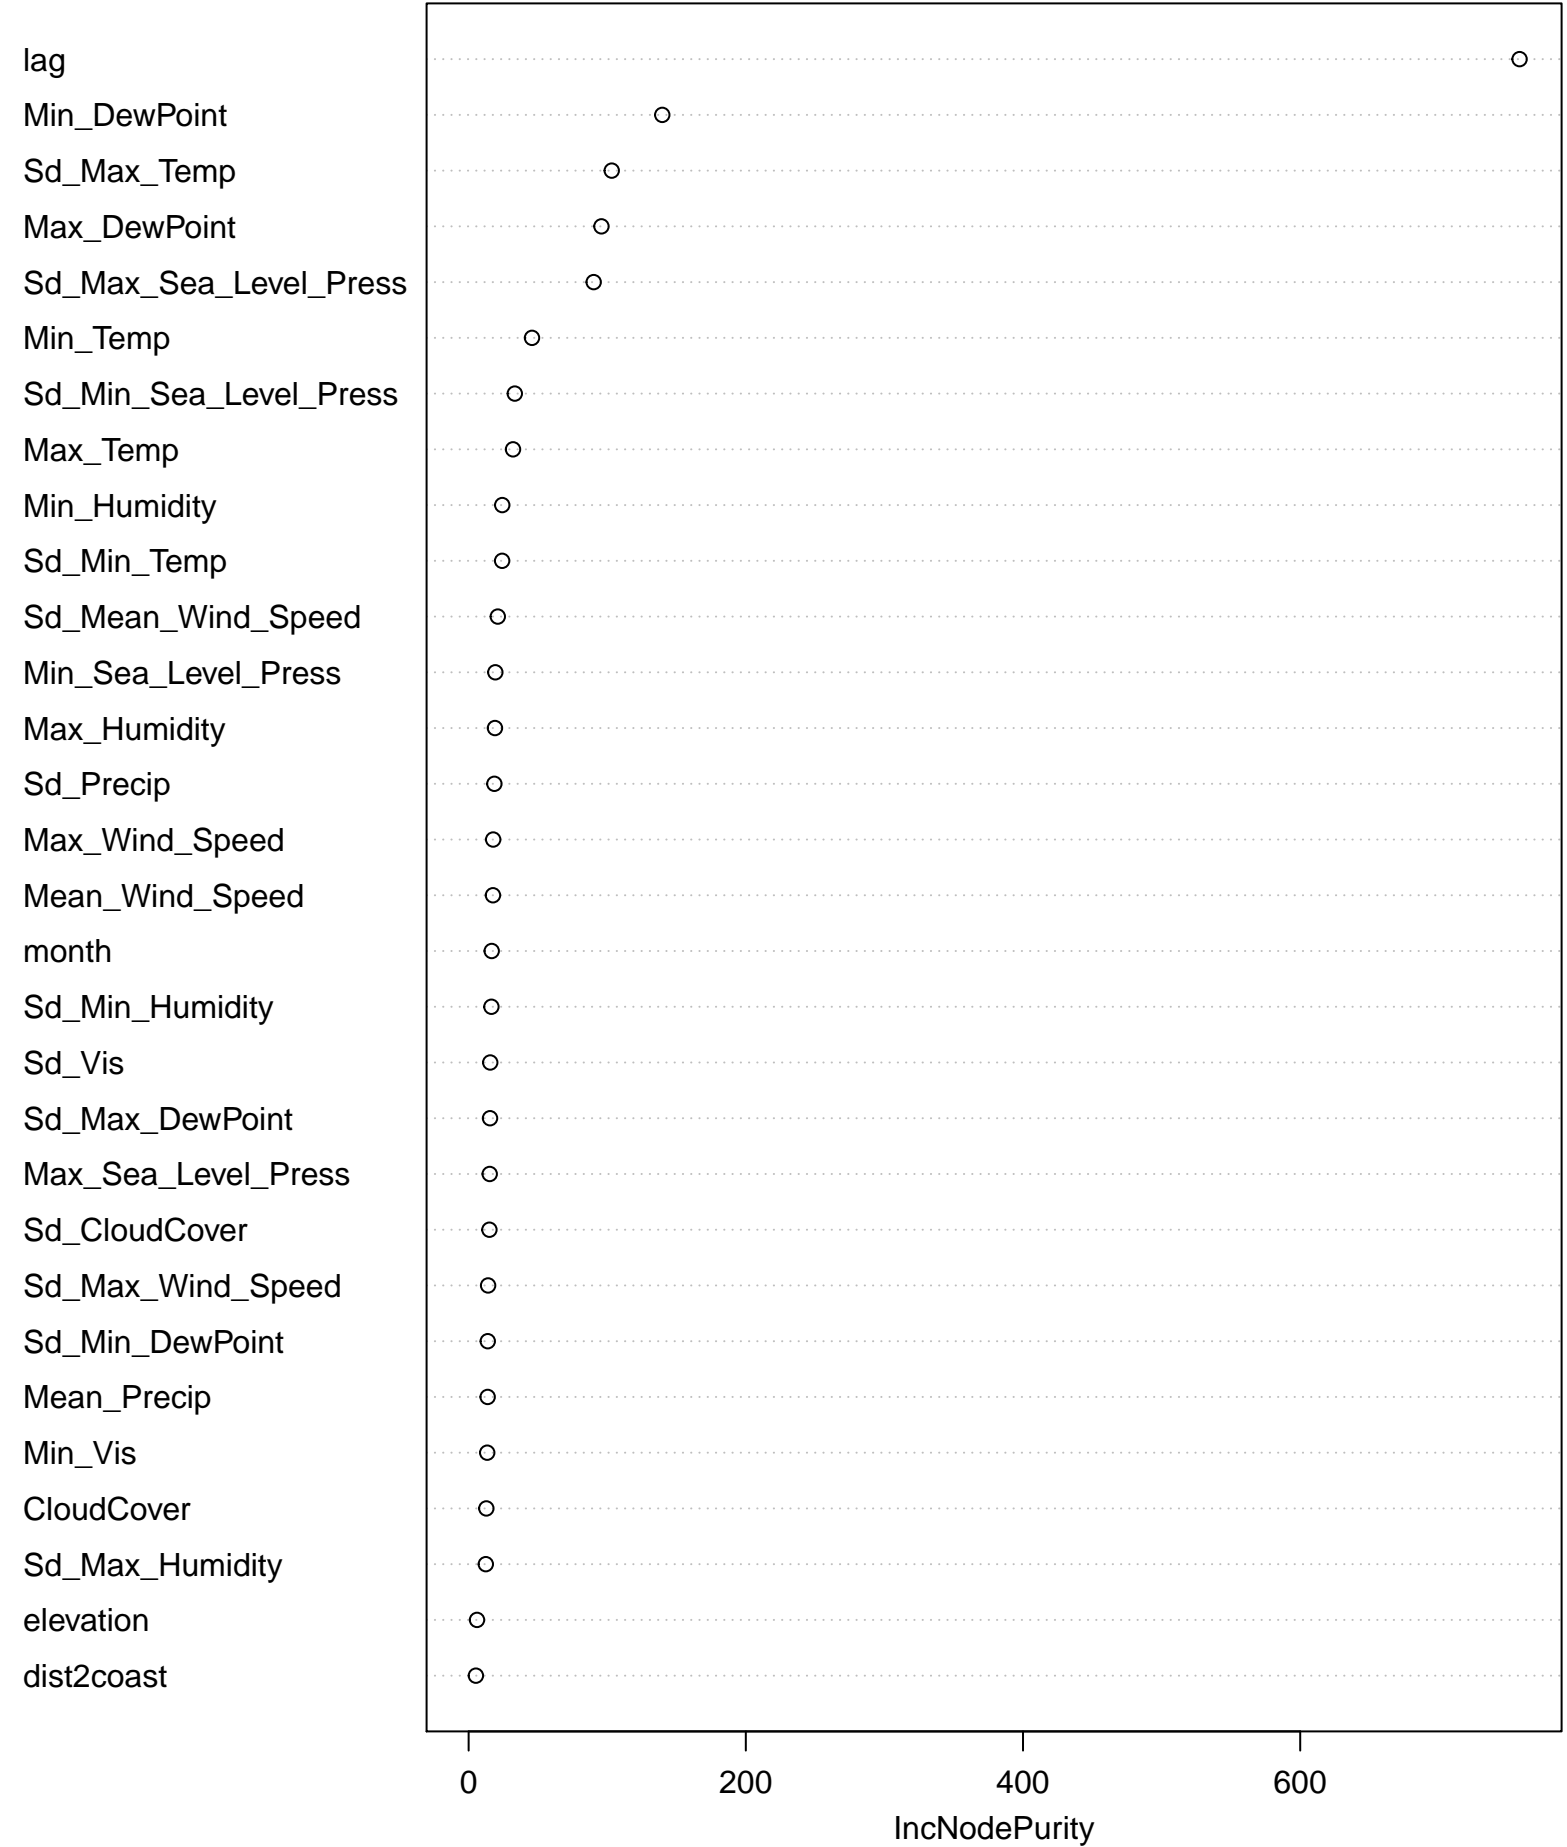 lag
Min_DewPoint
Sd_Max_Temp
Max_DewPoint
Sd_Max_Sea_Level_Press
Min_Temp
Sd_Min_Sea_Level_Press
Max_Temp
Min_Humidity
Sd_Min_Temp
Sd_Mean_Wind_Speed
Min_Sea_Level_Press
Max_Humidity
Sd_Precip
Max_Wind_Speed
Mean_Wind_Speed
month
Sd_Min_Humidity
Sd_Vis
Sd_Max_DewPoint
Max_Sea_Level_Press
Sd_CloudCover
Sd_Max_Wind_Speed
Sd_Min_DewPoint
Mean_Precip
Min_Vis
CloudCover
Sd_Max_Humidity
elevation
dist2coast
0 200 400 600
IncNodePurity